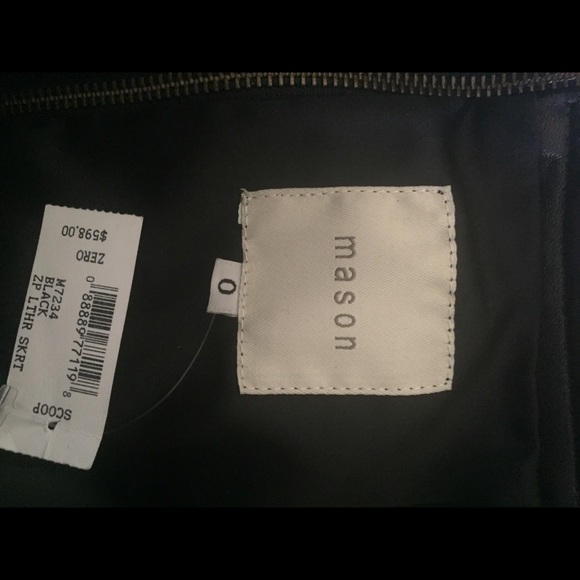 mason
0
SCOOP
0 88889 77119 8
M7234
BLACK
ZP LTHR SKRT
ZERO
$598.00